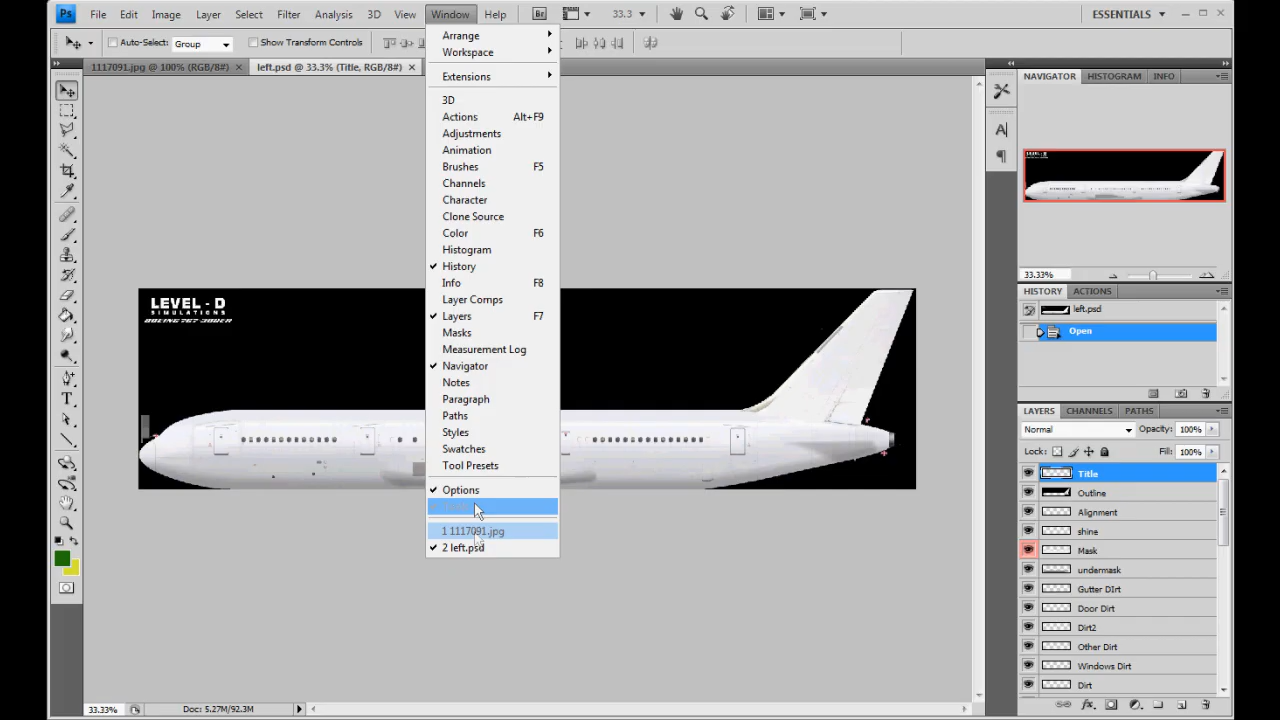 Ps File Edit Image Layer Select Filter Analysis 3D View Window Help Br 33.3 ESSENTIALS
Auto-Select: Group Show Transform Controls
1117091.jpg @ 100% (RGB/8#) left.psd @ 33.3% (Title, RGB/8#)
Arrange
Workspace
Extensions
3D
Actions Alt+F9
Adjustments
Animation
Brushes F5
Channels
Character
Clone Source
Color F6
Histogram
History
Info F8
Layer Comps
Layers F7
Masks
Measurement Log
Navigator
Notes
Paragraph
Paths
Styles
Swatches
Tool Presets
Options
1 1117091.jpg
2 left.psd
LEVEL - D
SIMULATIONS
NAVIGATOR HISTOGRAM INFO
33.33%
HISTORY ACTIONS
left.psd
Open
LAYERS CHANNELS PATHS
Normal Opacity: 100%
Lock: Fill: 100%
Title
Outline
Alignment
shine
Mask
undermask
Gutter DIrt
Door Dirt
Dirt2
Other Dirt
Windows Dirt
Dirt
33.33% Doc: 5.27M/92.3M